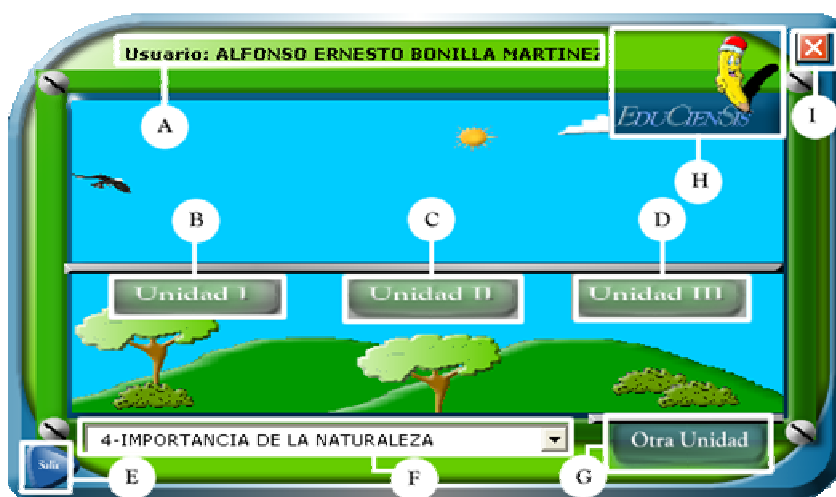 Usuario: ALFONSO ERNESTO BONILLA MARTINEZ
A
EDUCIENSIS
I
H
B
C
D
Unidad I
Unidad II
Unidad III
4-IMPORTANCIA DE LA NATURALEZA
Otra Unidad
Salir
E
F
G